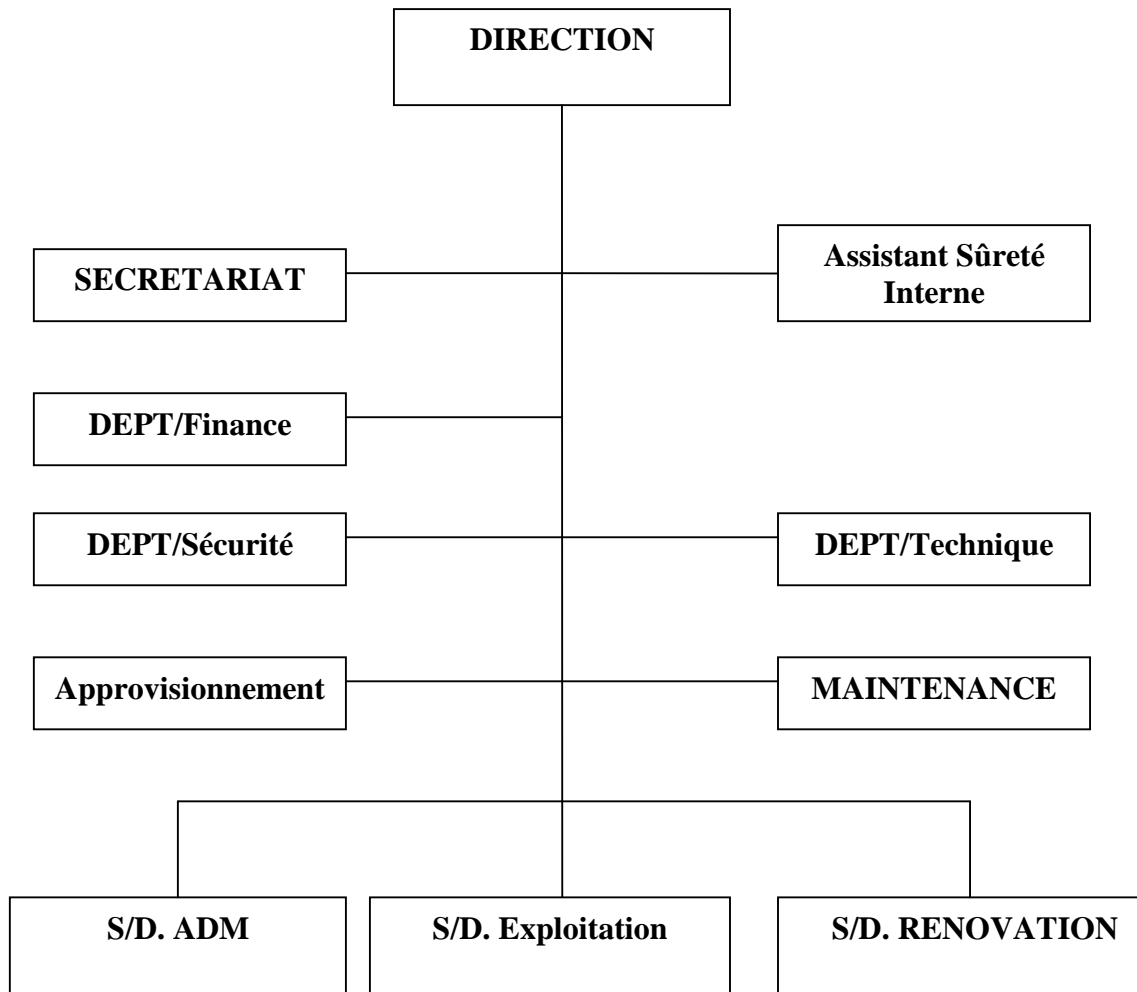 DIRECTION
SECRETARIAT
Assistant Sûreté
Interne
DEPT/Finance
DEPT/Sécurité
DEPT/Technique
Approvisionnement
MAINTENANCE
S/D. ADM
S/D. Exploitation
S/D. RENOVATION